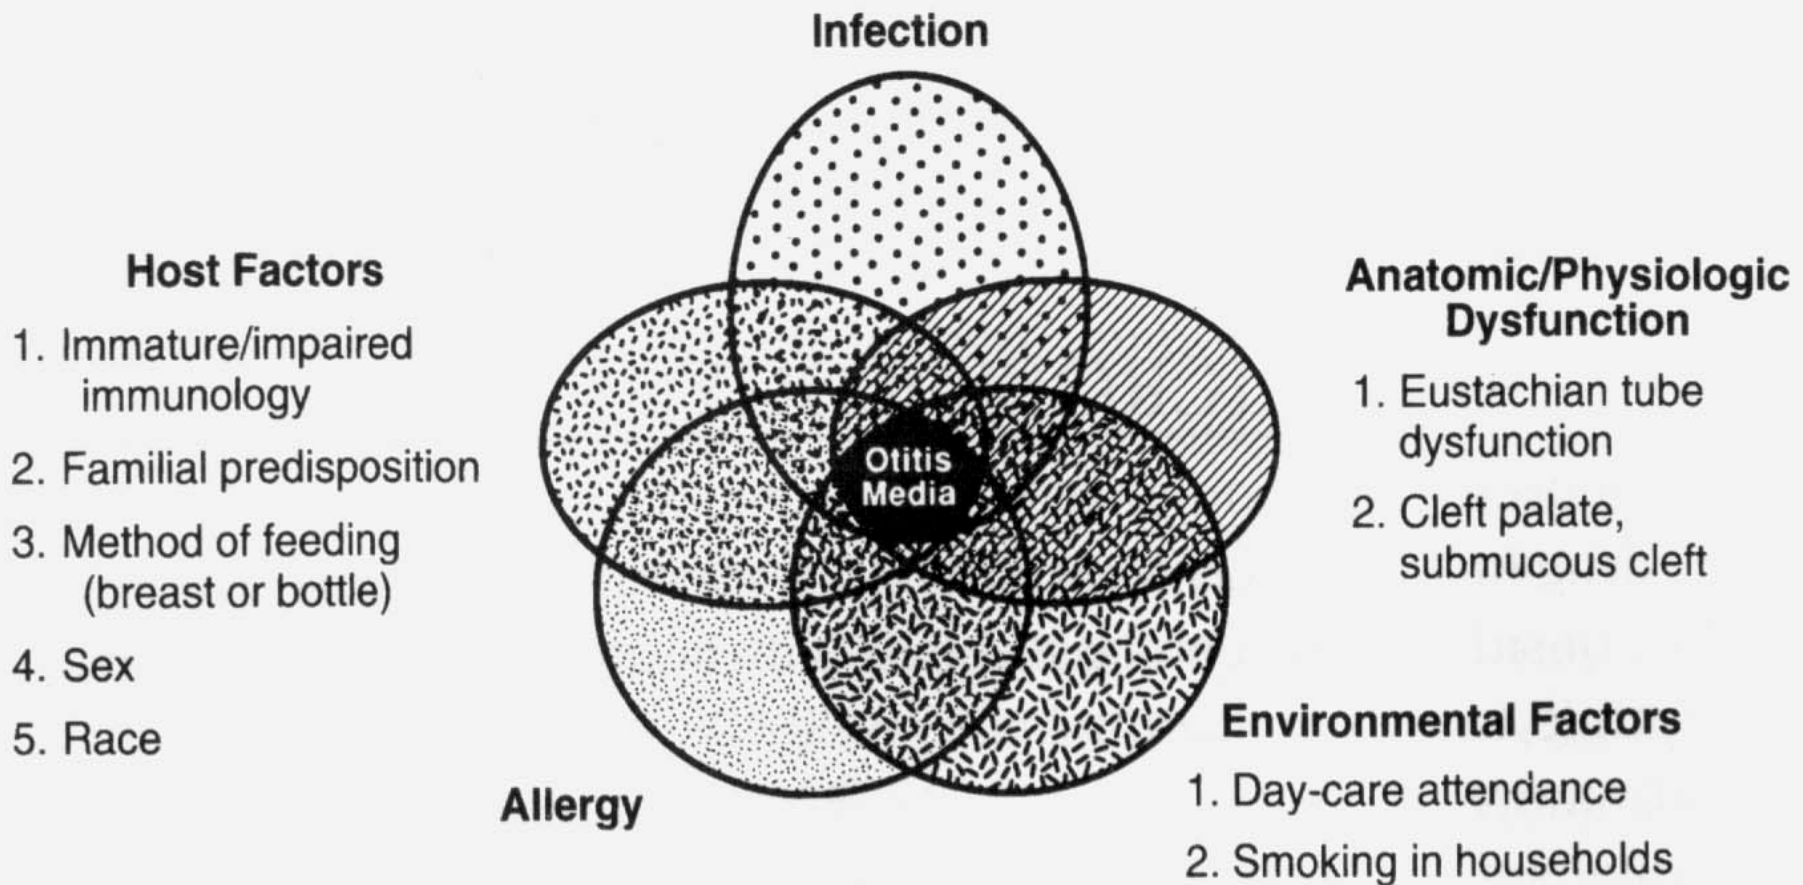 Infection
Host Factors
1. Immature/impaired
immunology
2. Familial predisposition
3. Method of feeding
(breast or bottle)
4. Sex
5. Race
Otitis
Media
Anatomic/Physiologic
Dysfunction
1. Eustachian tube
dysfunction
2. Cleft palate,
submucous cleft
Allergy
Environmental Factors
1. Day-care attendance
2. Smoking in households